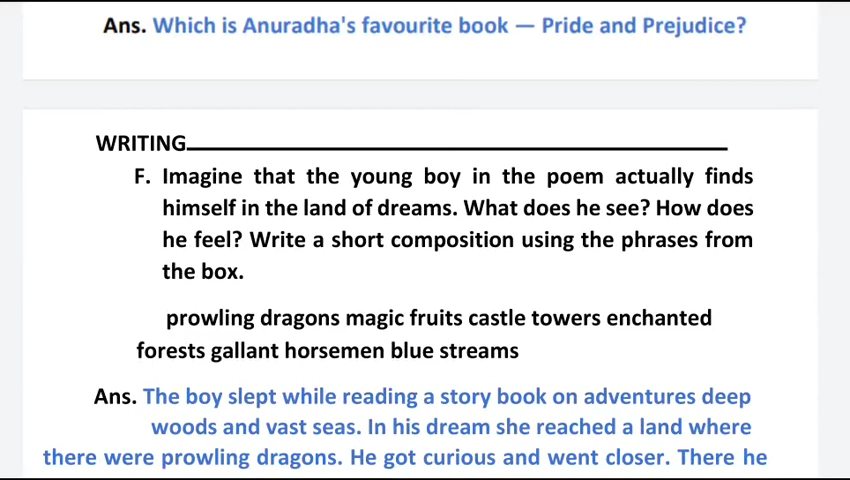 Ans. Which is Anuradha's favourite book — Pride and Prejudice?
WRITING
F. Imagine that the young boy in the poem actually finds
himself in the land of dreams. What does he see? How does
he feel? Write a short composition using the phrases from
the box.
prowling dragons magic fruits castle towers enchanted
forests gallant horsemen blue streams
Ans. The boy slept while reading a story book on adventures deep
woods and vast seas. In his dream she reached a land where
there were prowling dragons. He got curious and went closer. There he